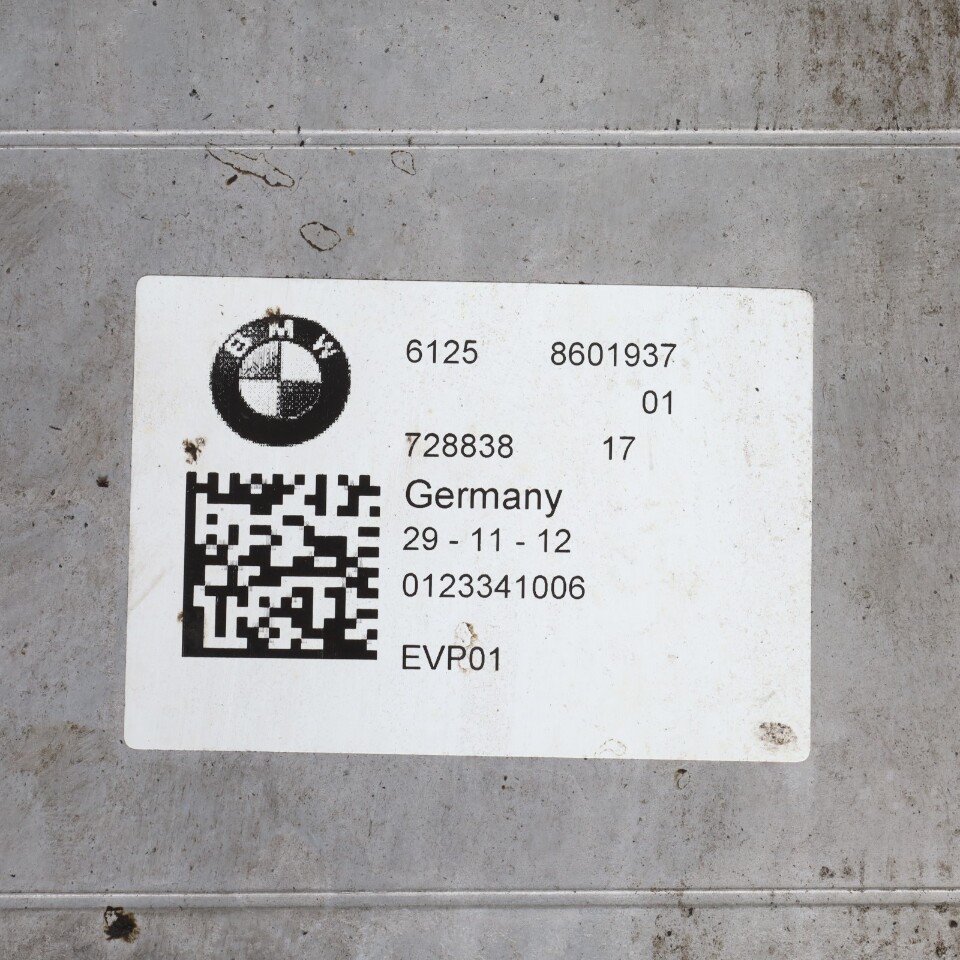 BMW
6125 8601937
01
728838 17
Germany
29 - 11 - 12
0123341006
EVP01